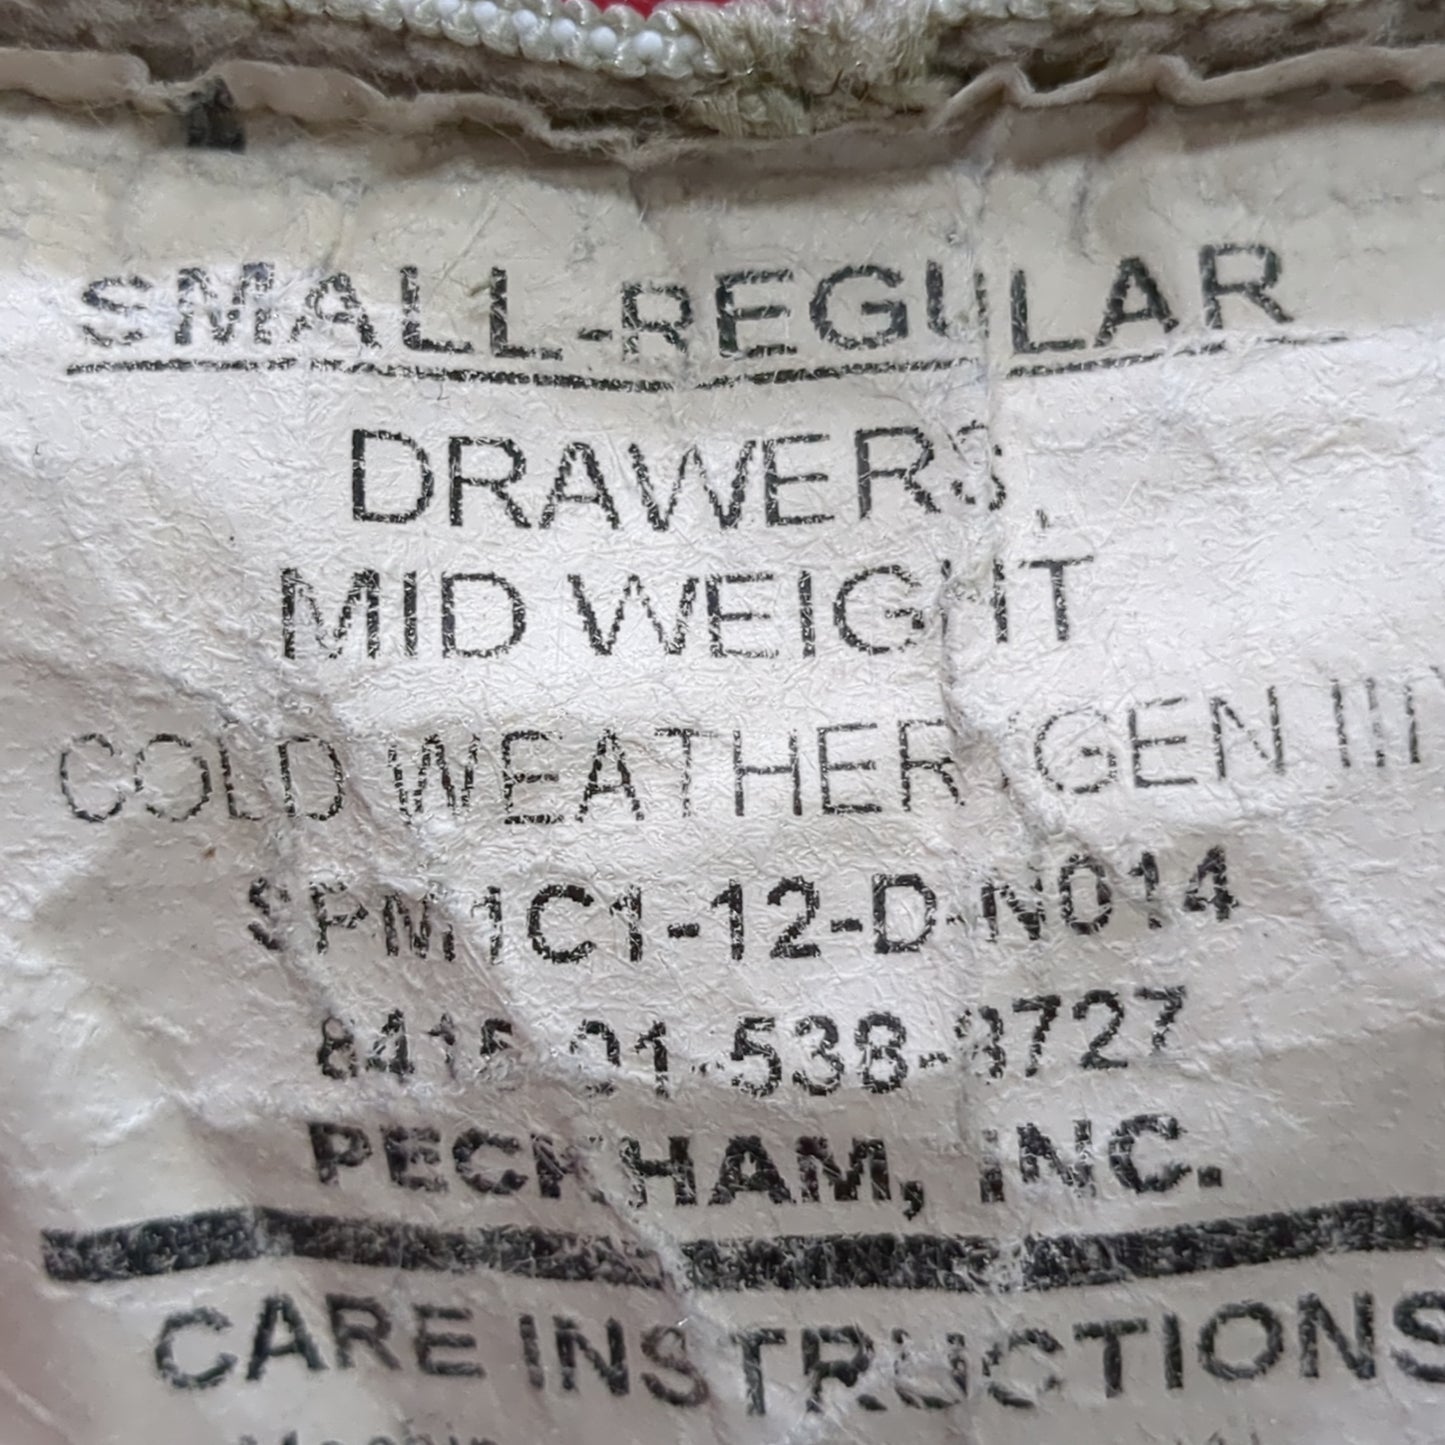 SMALL-REGULAR
DRAWERS,
MID WEIGHT
COLD WEATHER GEN III
SPM1C1-12-D-N014
8415-01-538-8727
PECKHAM, INC.
CARE INSTRUCTIONS